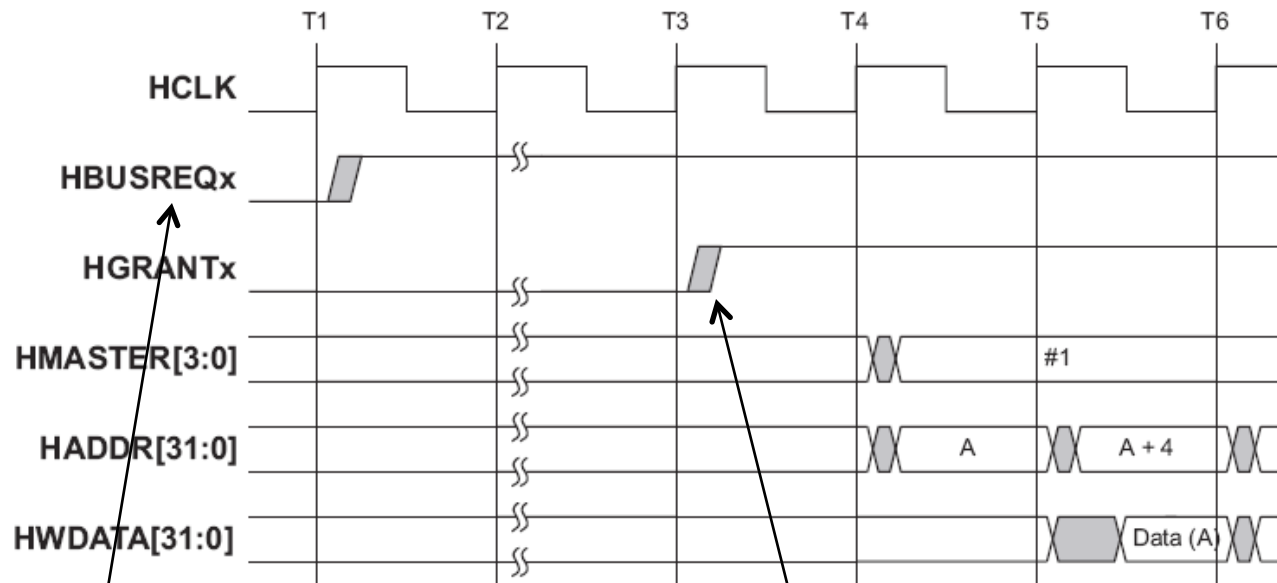 T1 T2 T3 T4 T5 T6
HCLK
HBUSREQx
HGRANTx
HMASTER[3:0] #1
HADDR[31:0] A A + 4
HWDATA[31:0] Data (A)